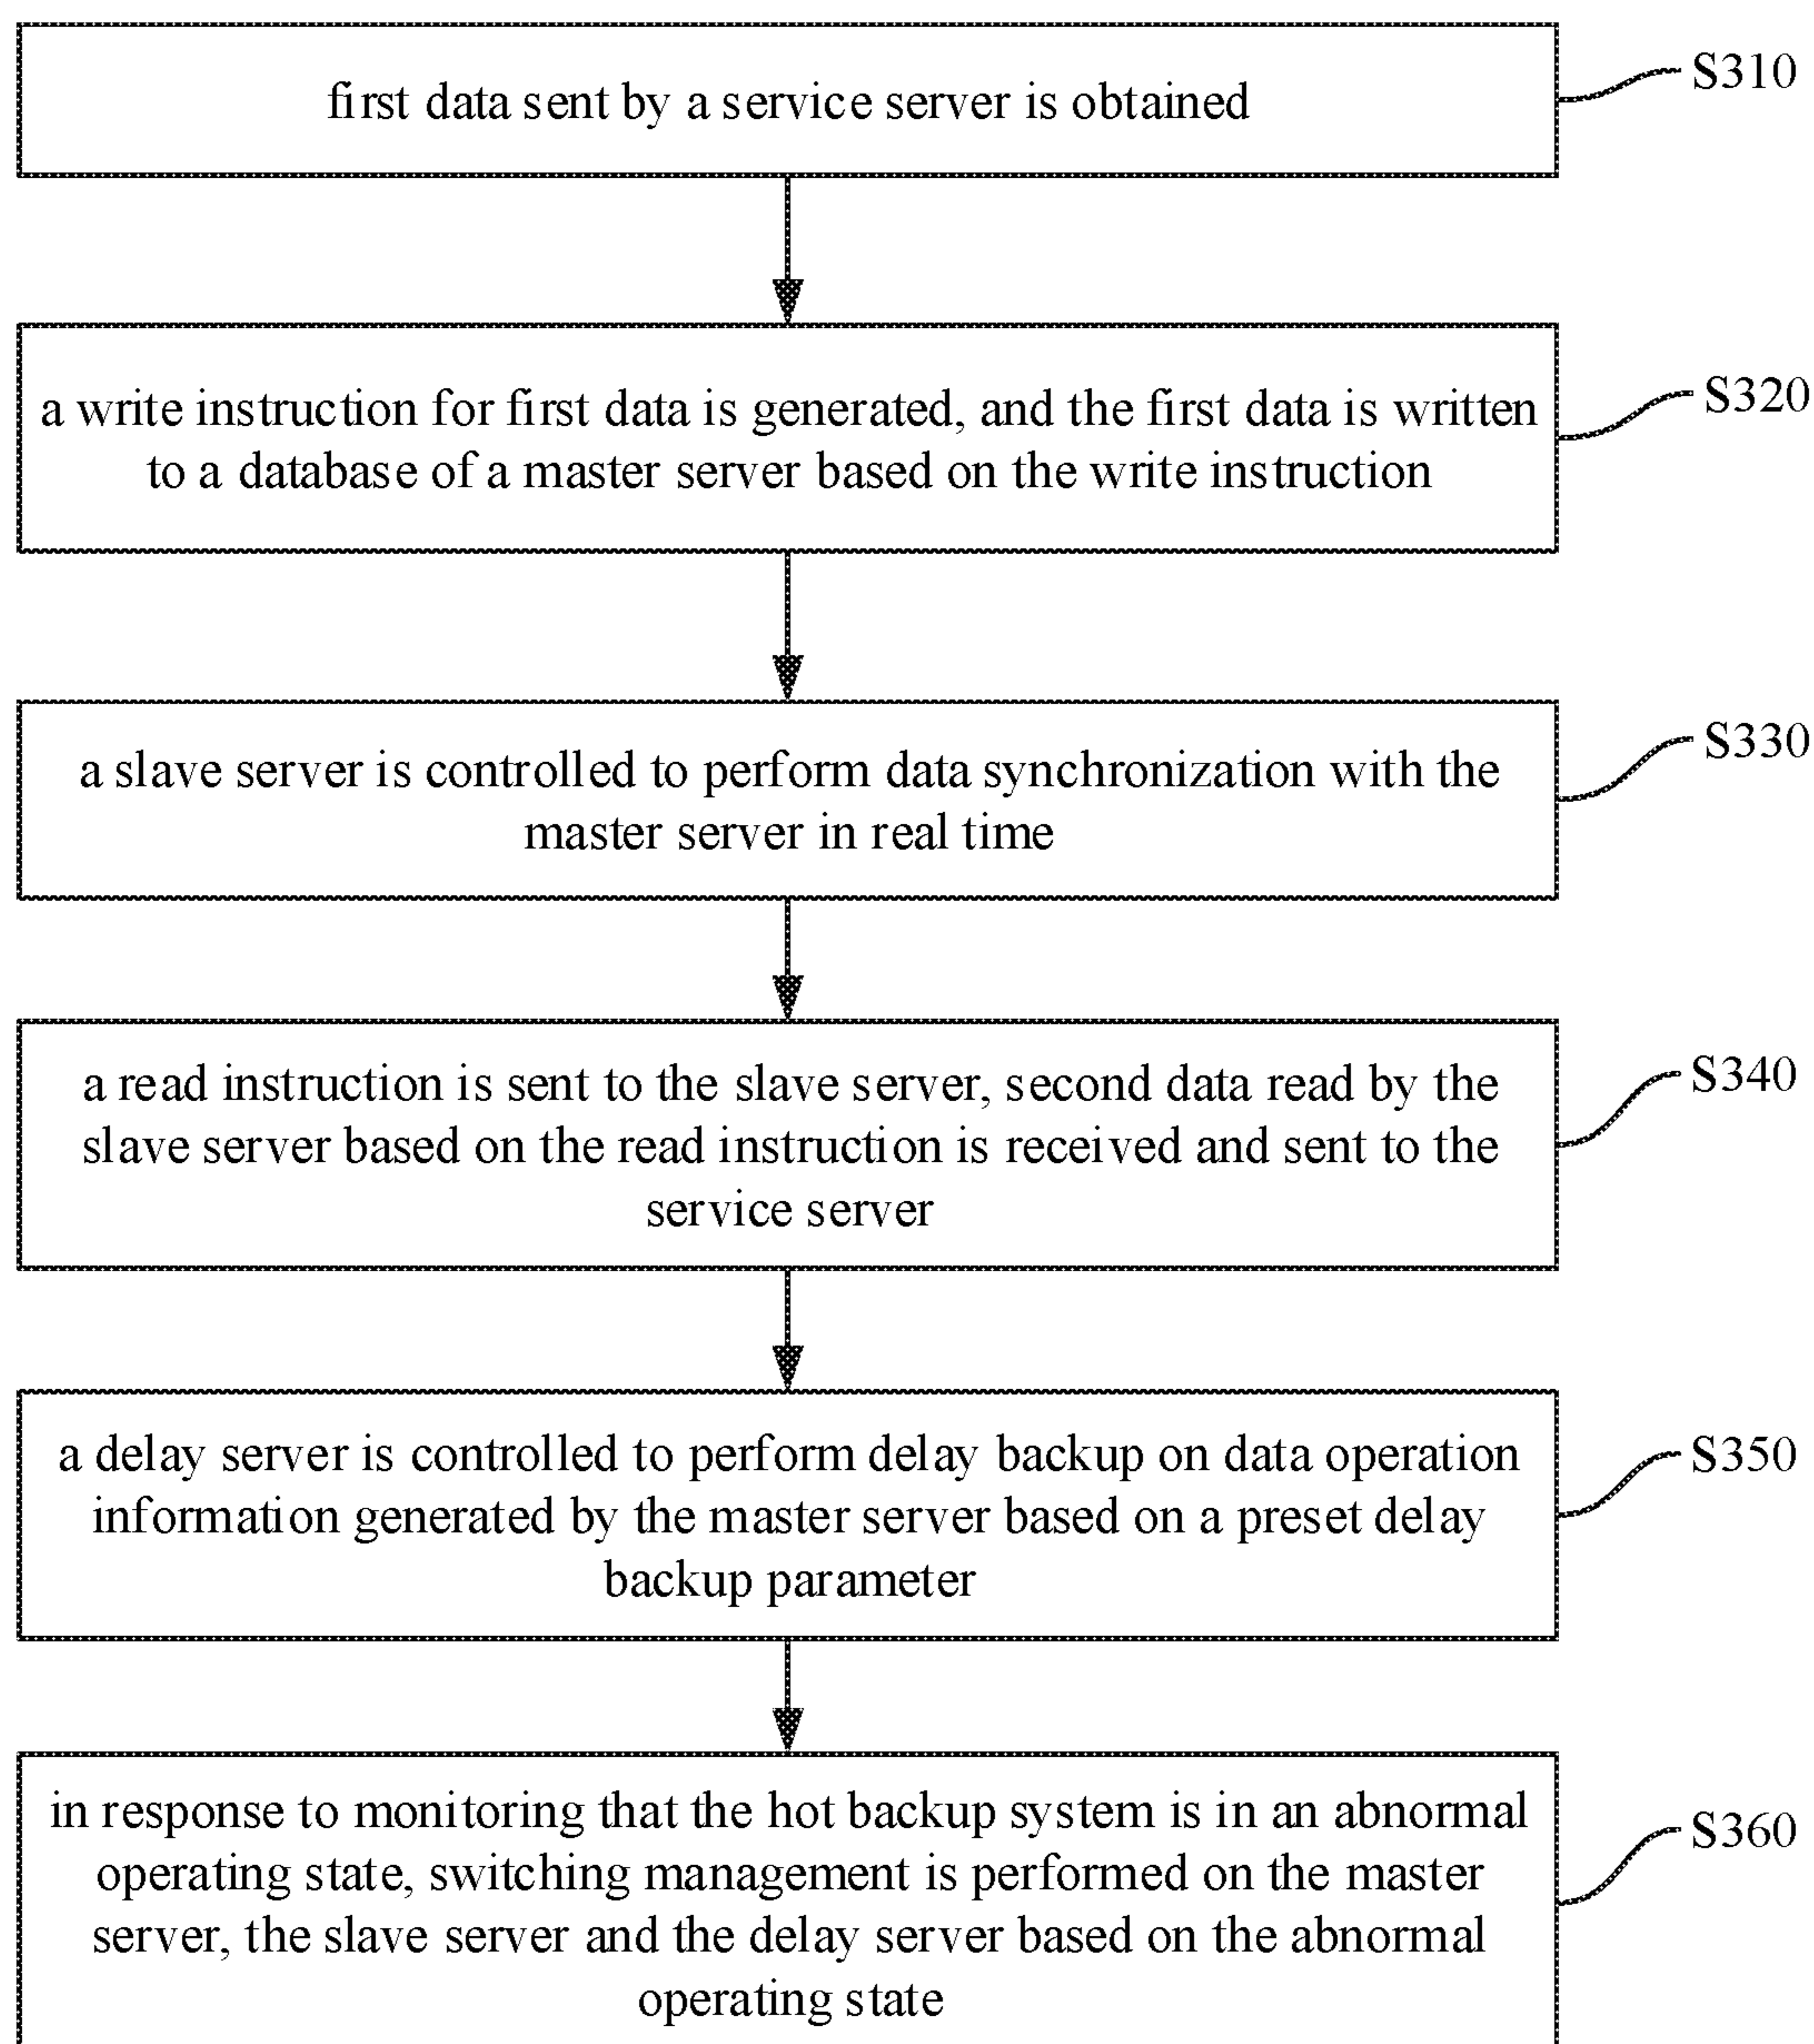 first data sent by a service server is obtained
S310
a write instruction for first data is generated, and the first data is written
to a database of a master server based on the write instruction
S320
a slave server is controlled to perform data synchronization with the
master server in real time
S330
a read instruction is sent to the slave server, second data read by the
slave server based on the read instruction is received and sent to the
service server
S340
a delay server is controlled to perform delay backup on data operation
information generated by the master server based on a preset delay
backup parameter
S350
in response to monitoring that the hot backup system is in an abnormal
operating state, switching management is performed on the master
server, the slave server and the delay server based on the abnormal
operating state
S360